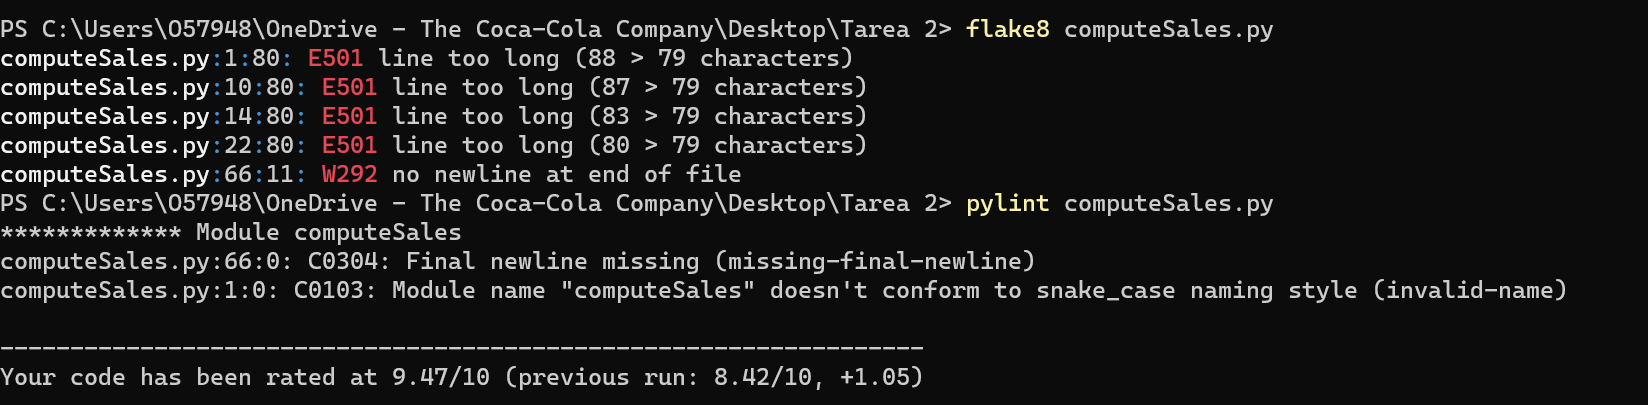 PS C:\Users\O57948\OneDrive - The Coca-Cola Company\Desktop\Tarea 2> flake8 computeSales.py
computeSales.py:1:80: E501 line too long (88 > 79 characters)
computeSales.py:10:80: E501 line too long (87 > 79 characters)
computeSales.py:14:80: E501 line too long (83 > 79 characters)
computeSales.py:22:80: E501 line too long (80 > 79 characters)
computeSales.py:66:11: W292 no newline at end of file
PS C:\Users\O57948\OneDrive - The Coca-Cola Company\Desktop\Tarea 2> pylint computeSales.py
************* Module computeSales
computeSales.py:66:0: C0304: Final newline missing (missing-final-newline)
computeSales.py:1:0: C0103: Module name "computeSales" doesn't conform to snake_case naming style (invalid-name)
------------------------------------------------------------------
Your code has been rated at 9.47/10 (previous run: 8.42/10, +1.05)